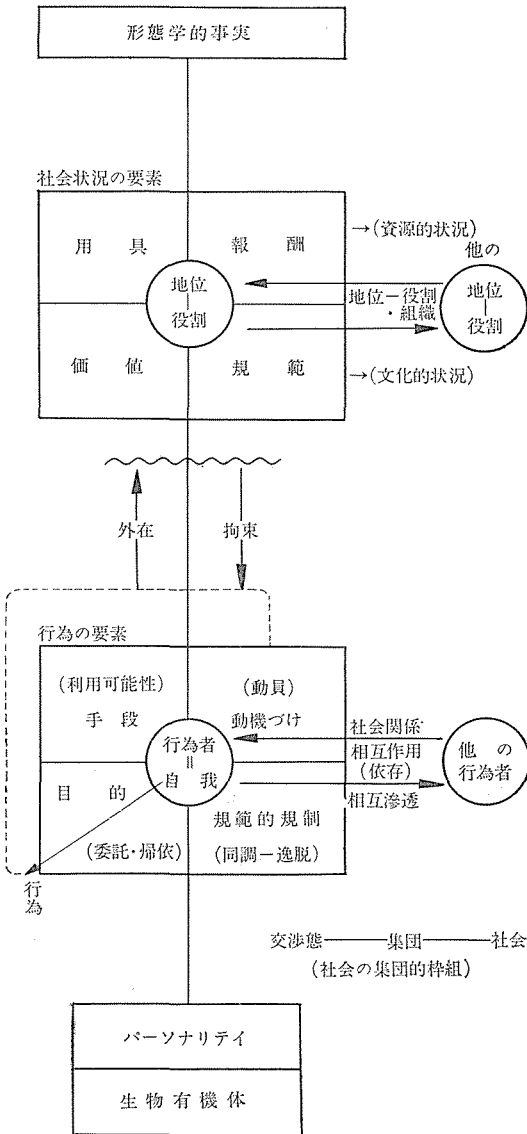 形態学的事実
社会状況の要素
用具
報酬
→(資源的状況)
他の
地位
|
役割
地位－役割
・組織
地位
|
役割
価値
規範
→(文化的状況)
外在
拘束
行為の要素
(利用可能性)
手段
(動員)
動機づけ
行為者
||
自我
社会関係
相互作用
(依存)
相互滲透
他の
行為者
目的
規範的規制
(委託・帰依)
(同調－逸脱)
行為
交渉態——集団——社会
(社会の集団的枠組)
パーソナリテイ
生物有機体